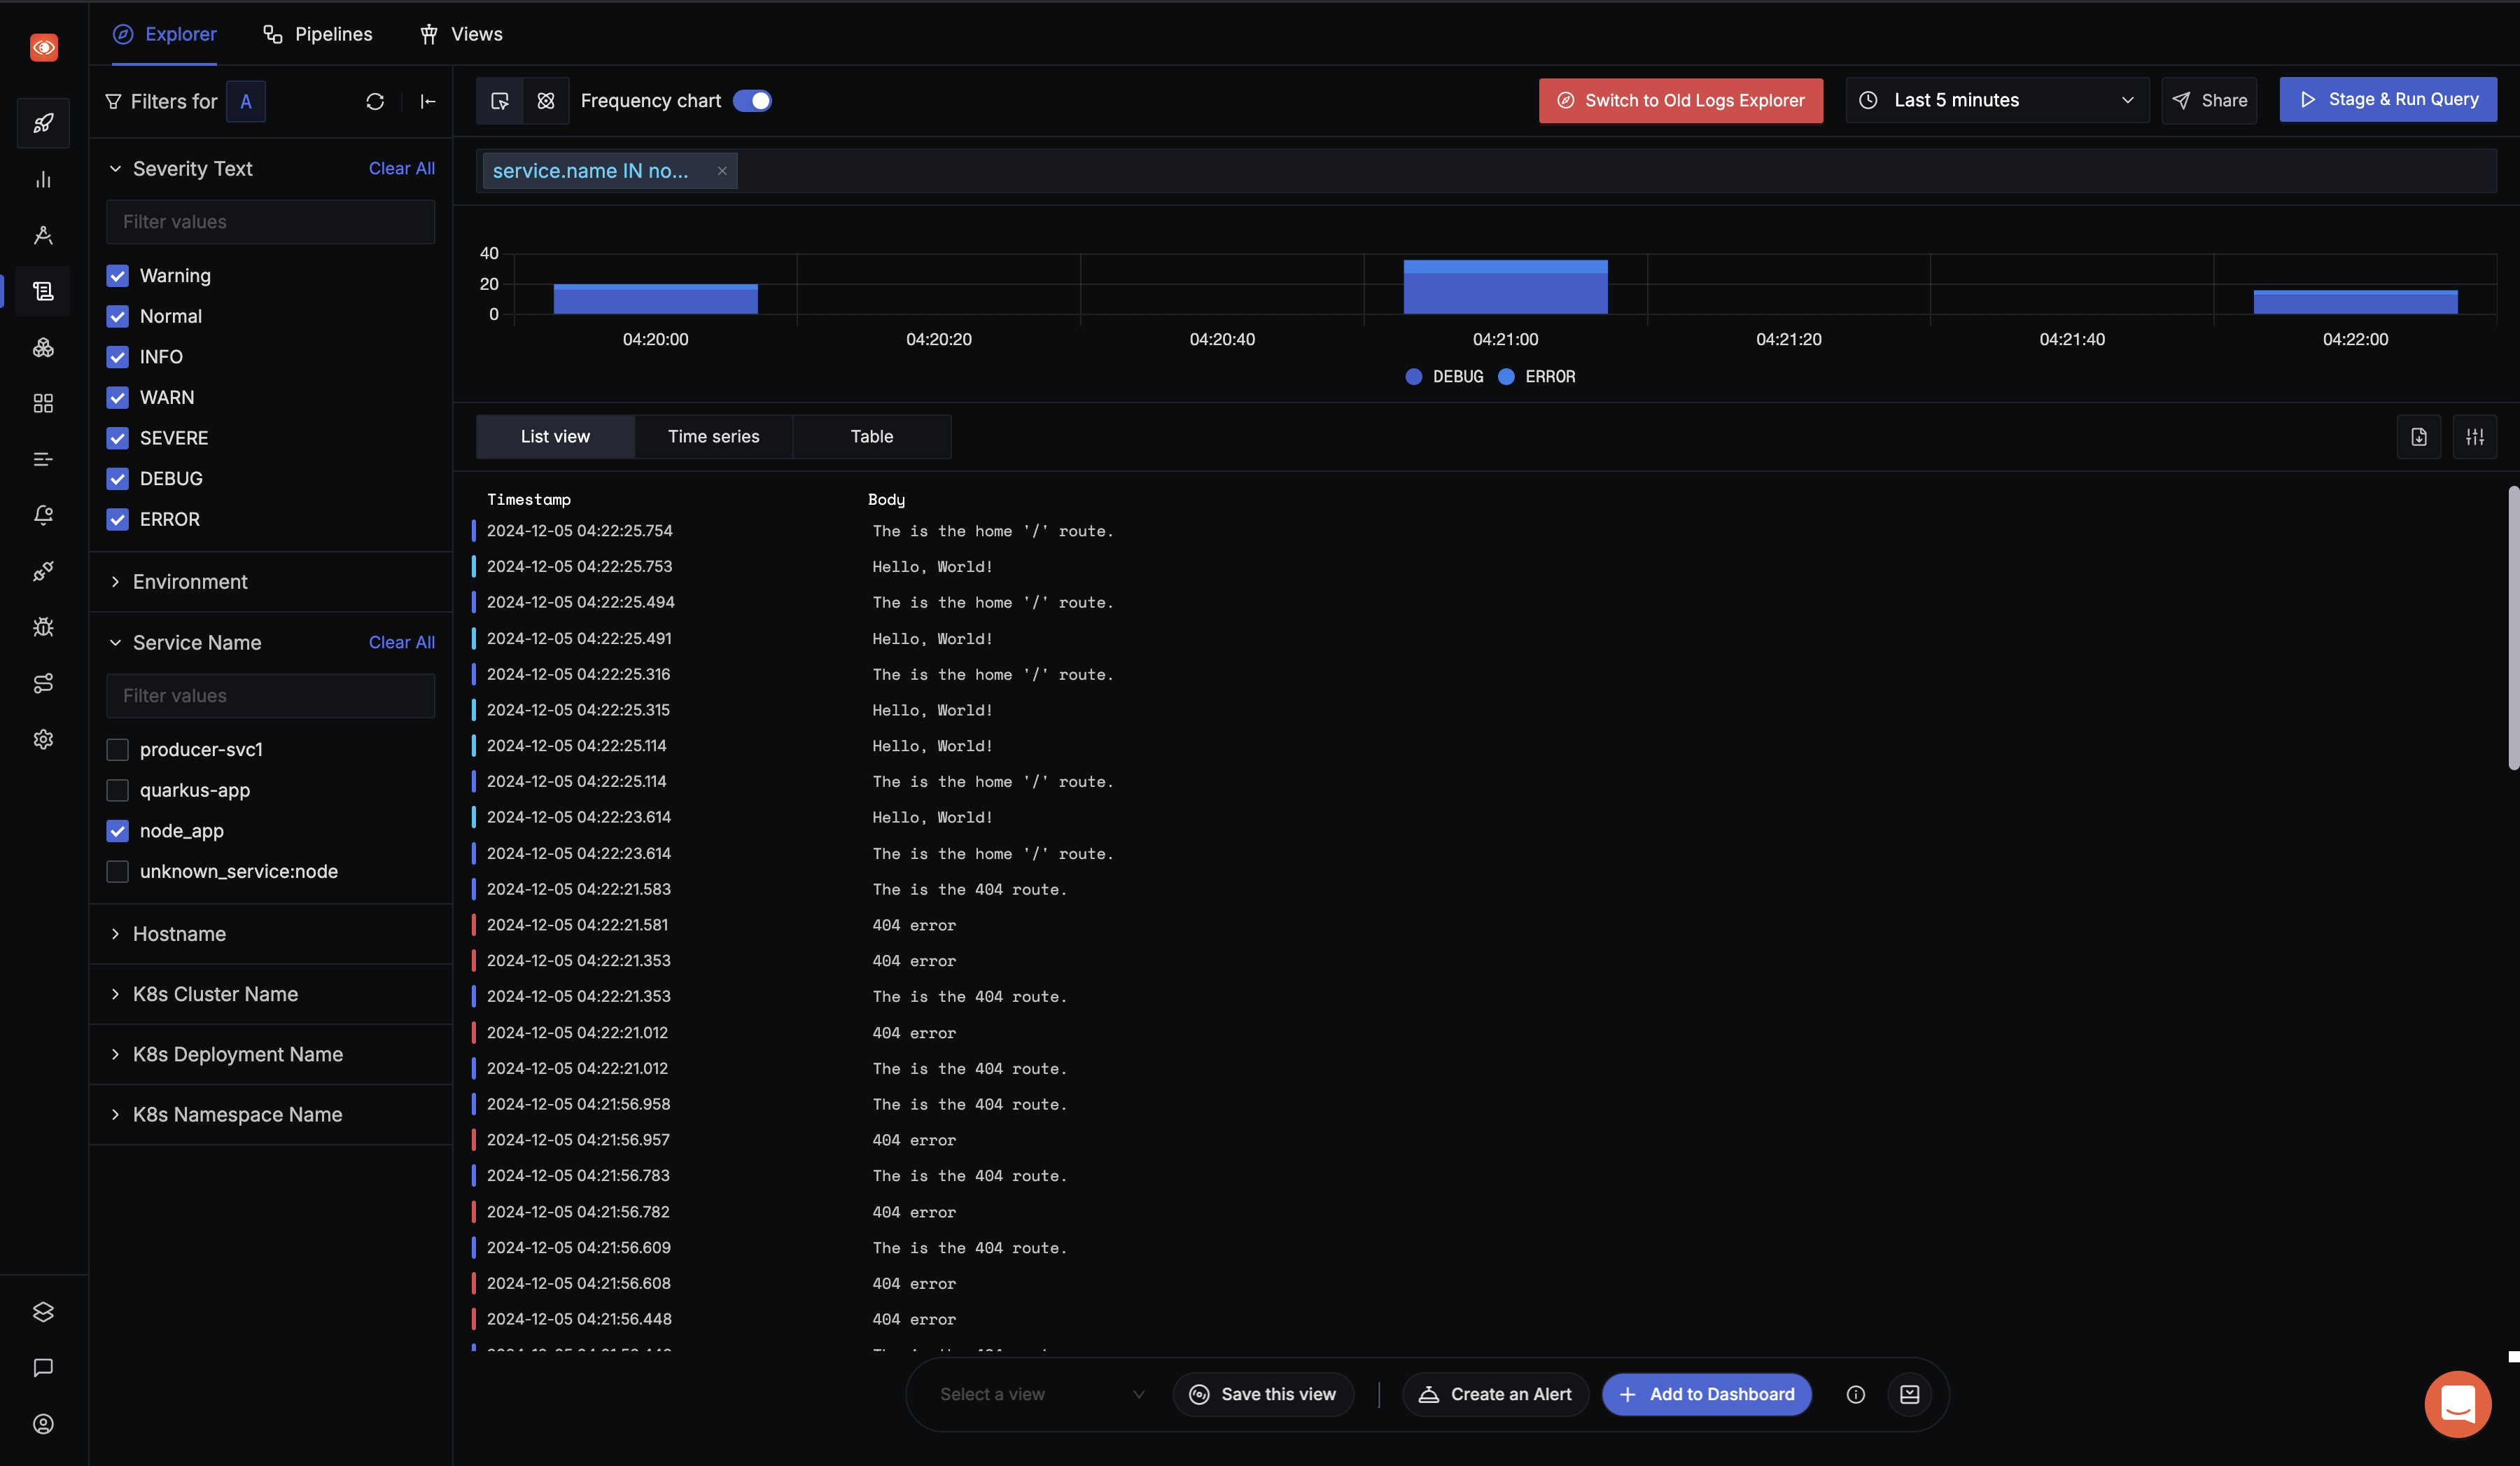 Explorer
Pipelines
Views
Filters for A
Severity Text Clear All
Filter values
Warning
Normal
INFO
WARN
SEVERE
DEBUG
ERROR
Environment
Service Name Clear All
Filter values
producer-svc1
quarkus-app
node_app
unknown_service:node
Hostname
K8s Cluster Name
K8s Deployment Name
K8s Namespace Name
Frequency chart
Switch to Old Logs Explorer
Last 5 minutes
Share
Stage & Run Query
service.name IN no...
40
20
0
04:20:00 04:20:20 04:20:40 04:21:00 04:21:20 04:21:40 04:22:00
DEBUG ERROR
List view Time series Table
Timestamp Body
2024-12-05 04:22:25.754 The is the home '/' route.
2024-12-05 04:22:25.753 Hello, World!
2024-12-05 04:22:25.494 The is the home '/' route.
2024-12-05 04:22:25.491 Hello, World!
2024-12-05 04:22:25.316 The is the home '/' route.
2024-12-05 04:22:25.315 Hello, World!
2024-12-05 04:22:25.114 Hello, World!
2024-12-05 04:22:25.114 The is the home '/' route.
2024-12-05 04:22:23.614 Hello, World!
2024-12-05 04:22:23.614 The is the home '/' route.
2024-12-05 04:22:21.583 The is the 404 route.
2024-12-05 04:22:21.581 404 error
2024-12-05 04:22:21.353 404 error
2024-12-05 04:22:21.353 The is the 404 route.
2024-12-05 04:22:21.012 404 error
2024-12-05 04:22:21.012 The is the 404 route.
2024-12-05 04:21:56.958 The is the 404 route.
2024-12-05 04:21:56.957 404 error
2024-12-05 04:21:56.783 The is the 404 route.
2024-12-05 04:21:56.782 404 error
2024-12-05 04:21:56.609 The is the 404 route.
2024-12-05 04:21:56.608 404 error
2024-12-05 04:21:56.448 404 error
Select a view
Save this view
Create an Alert
Add to Dashboard